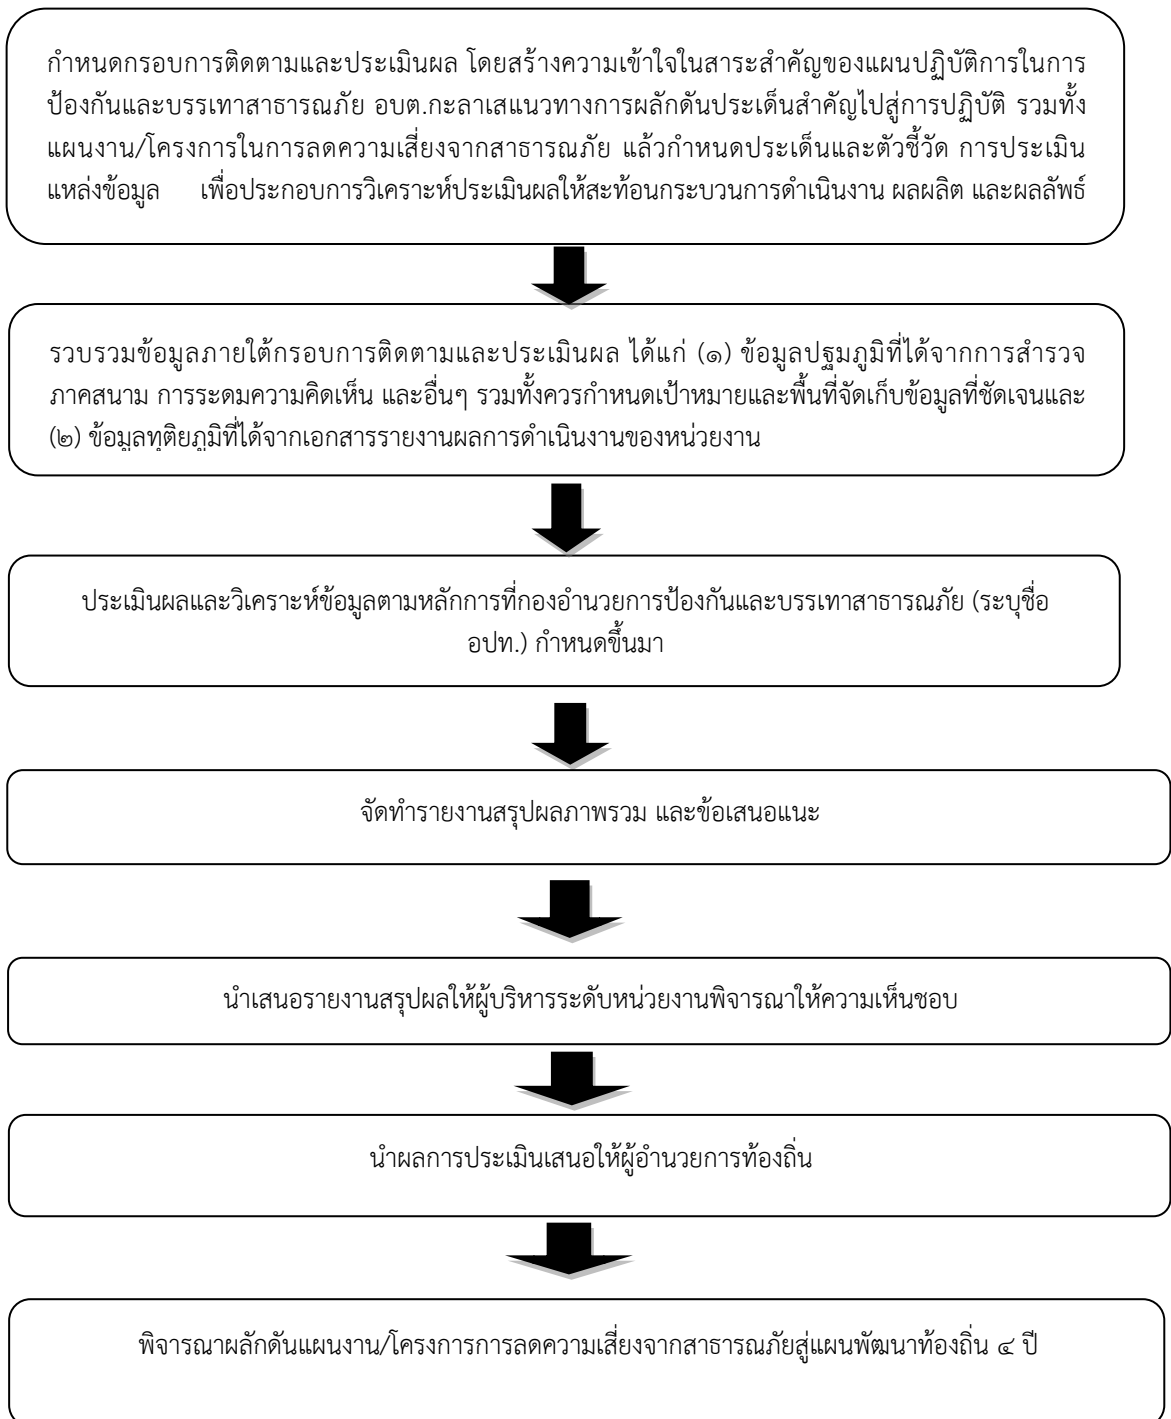 กำหนดกรอบการติดตามและประเมินผล โดยสร้างความเข้าใจในสาระสำคัญของแผนปฏิบัติการในการ
ป้องกันและบรรเทาสาธารณภัย อบต.กะลาเสแนวทางการผลักดันประเด็นสำคัญไปสู่การปฏิบัติ รวมทั้ง
แผนงาน/โครงการในการลดความเสี่ยงจากสาธารณภัย แล้วกำหนดประเด็นและตัวชี้วัด การประเมิน
แหล่งข้อมูล เพื่อประกอบการวิเคราะห์ประเมินผลให้สะท้อนกระบวนการดำเนินงาน ผลผลิต และผลลัพธ์
รวบรวมข้อมูลภายใต้กรอบการติดตามและประเมินผล ได้แก่ (๑) ข้อมูลปฐมภูมิที่ได้จากการสำรวจ
ภาคสนาม การระดมความคิดเห็น และอื่นๆ รวมทั้งควรกำหนดเป้าหมายและพื้นที่จัดเก็บข้อมูลที่ชัดเจนและ
(๒) ข้อมูลทุติยภูมิที่ได้จากเอกสารรายงานผลการดำเนินงานของหน่วยงาน
ประเมินผลและวิเคราะห์ข้อมูลตามหลักการที่กองอำนวยการป้องกันและบรรเทาสาธารณภัย (ระบุชื่อ
อปท.) กำหนดขึ้นมา
จัดทำรายงานสรุปผลภาพรวม และข้อเสนอแนะ
นำเสนอรายงานสรุปผลให้ผู้บริหารระดับหน่วยงานพิจารณาให้ความเห็นชอบ
นำผลการประเมินเสนอให้ผู้อำนวยการท้องถิ่น
พิจารณาผลักดันแผนงาน/โครงการการลดความเสี่ยงจากสาธารณภัยสู่แผนพัฒนาท้องถิ่น ๔ ปี